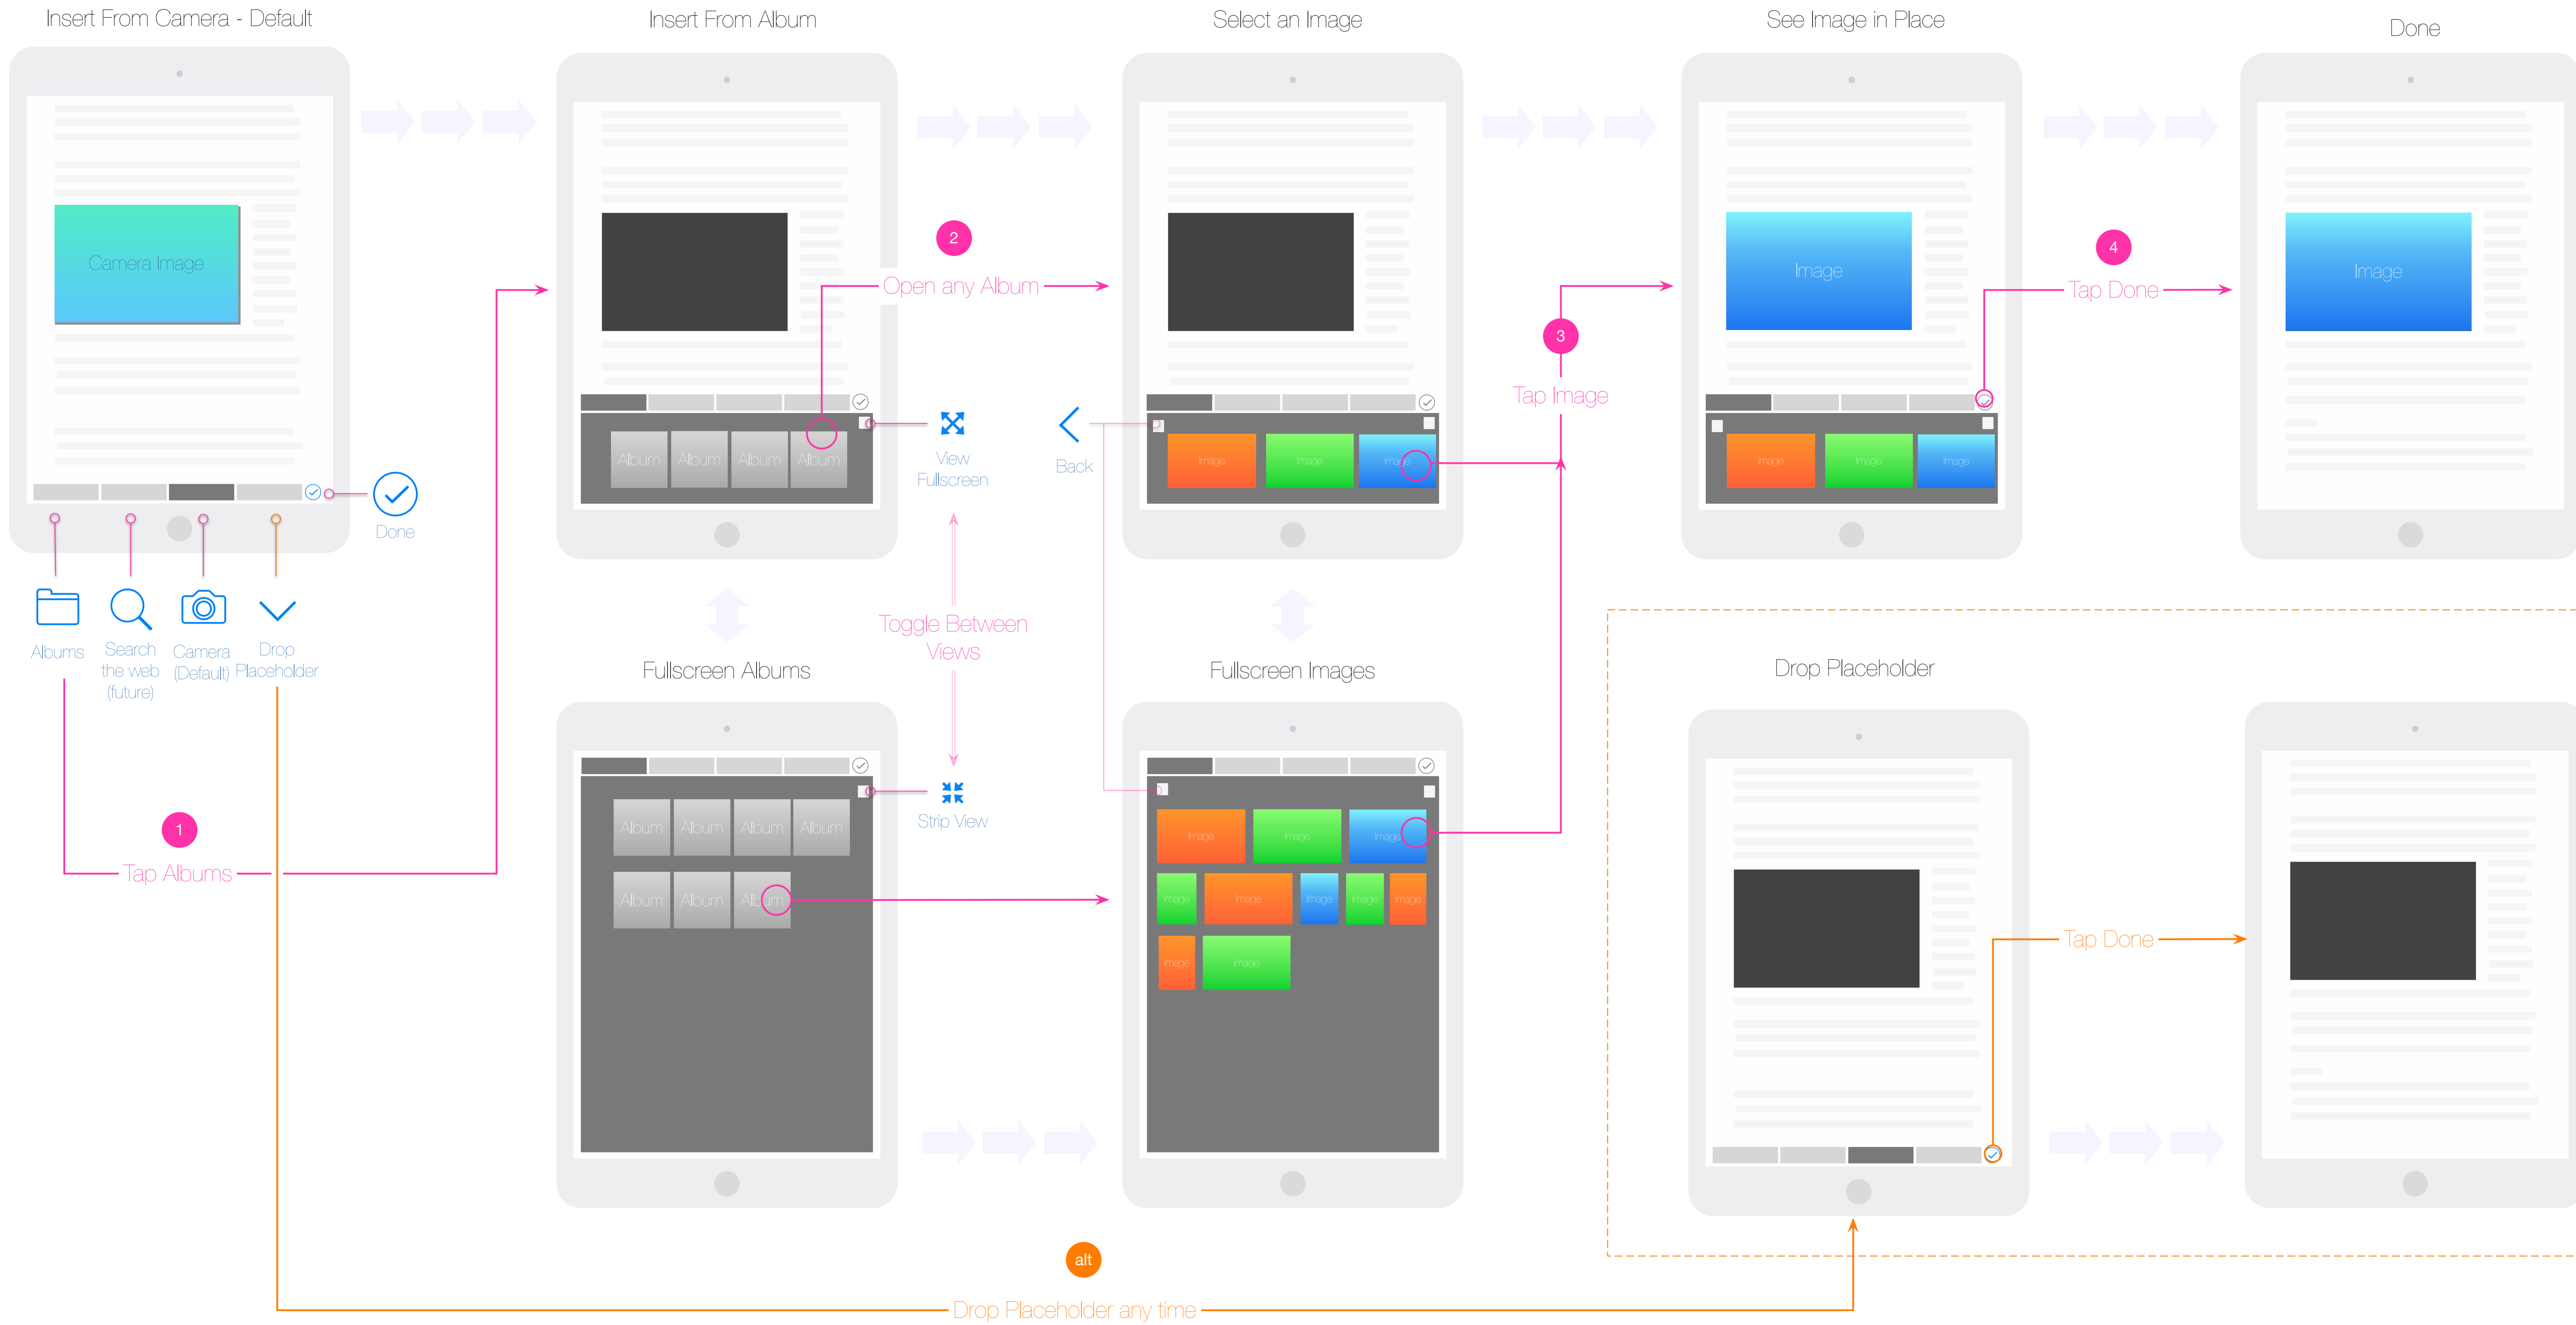 Insert From Camera - Default
Insert From Album
Select an Image
See Image in Place
Done
Camera Image
Done
Albums
Search
the web
(future)
Camera
(Default)
Drop
Placeholder
1
Tap Albums
2
Open any Album
Album
Album
Album
Album
View
Fullscreen
Back
Toggle Between
Views
Strip View
Image
Image
Image
3
Tap Image
Image
Image
Image
Image
4
Tap Done
Image
Fullscreen Albums
Album
Album
Album
Album
Album
Album
Album
Fullscreen Images
Image
Image
Image
Image
Image
Image
Image
Image
Image
Image
Drop Placeholder
Tap Done
alt
Drop Placeholder any time